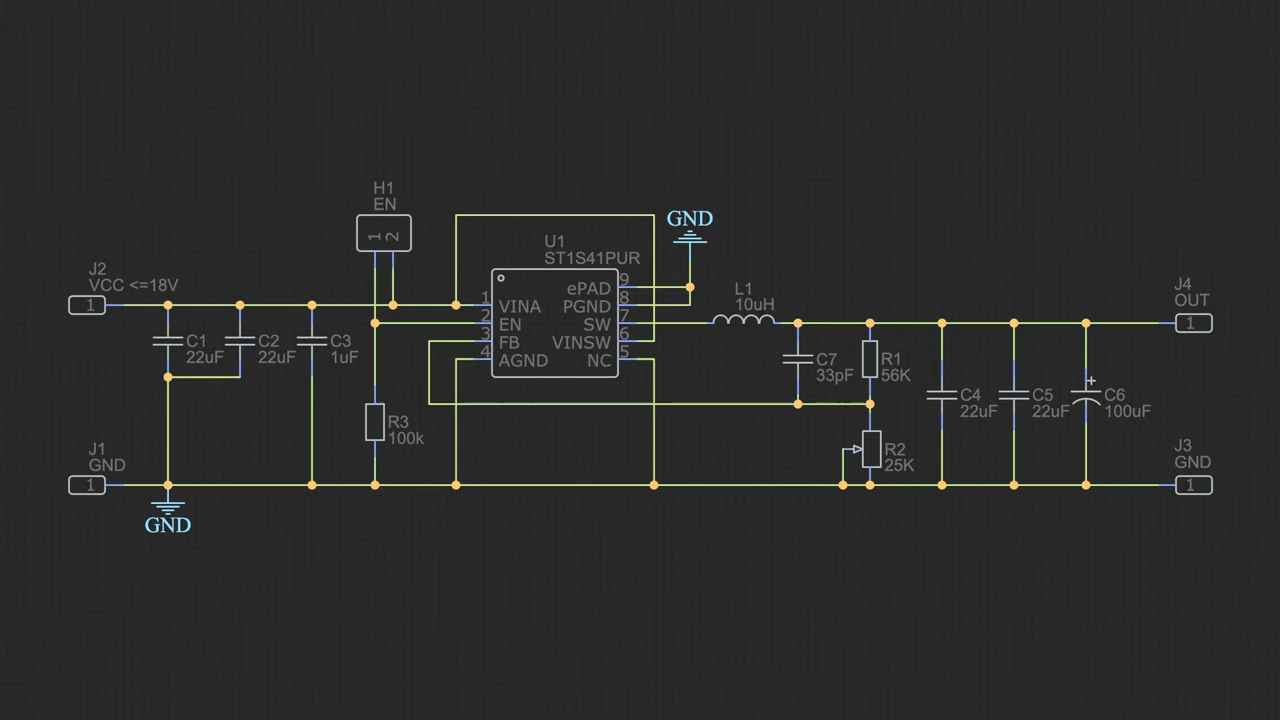 H1
EN
1 2
GND
U1
ST1S41PUR
J2
VCC <=18V
1
1 VINA
2 EN
3 FB
4 AGND
ePAD 9
PGND 8
SW 7
VINSW 6
NC 5
L1
10uH
J4
OUT
1
C1
22uF
C2
22uF
C3
1uF
C7
33pF
R1
56K
C4
22uF
C5
22uF
+
C6
100uF
R3
100k
R2
25K
J1
GND
1
J3
GND
1
GND